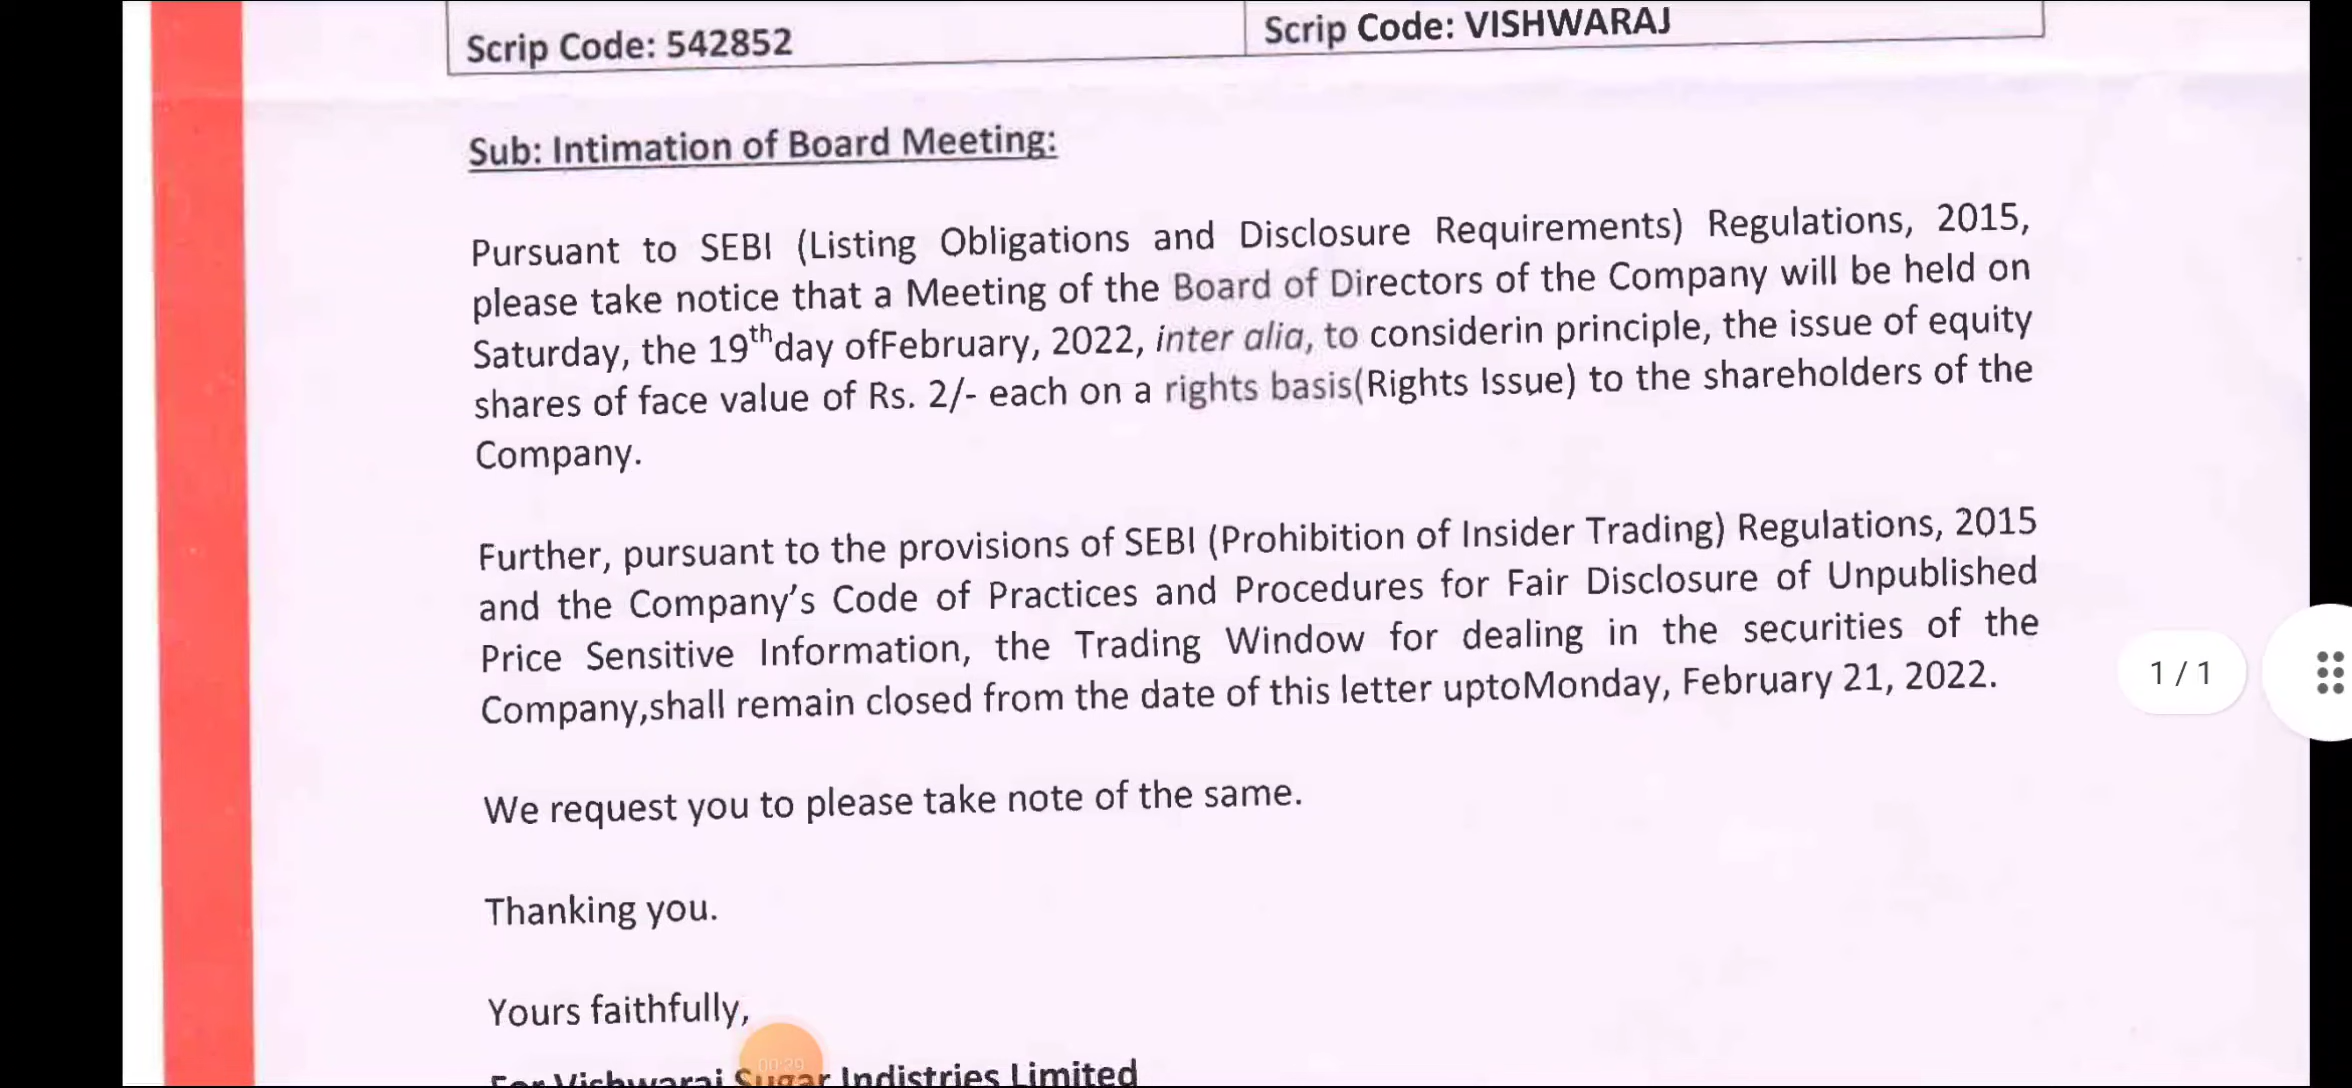 Scrip Code: 542852
Scrip Code: VISHWARAJ
Sub: Intimation of Board Meeting:
Pursuant to SEBI (Listing Obligations and Disclosure Requirements) Regulations, 2015,
please take notice that a Meeting of the Board of Directors of the Company will be held on
Saturday, the 19th day ofFebruary, 2022, inter alia, to considerin principle, the issue of equity
shares of face value of Rs. 2/- each on a rights basis(Rights Issue) to the shareholders of the
Company.
Further, pursuant to the provisions of SEBI (Prohibition of Insider Trading) Regulations, 2015
and the Company's Code of Practices and Procedures for Fair Disclosure of Unpublished
Price Sensitive Information, the Trading Window for dealing in the securities of the
Company,shall remain closed from the date of this letter uptoMonday, February 21, 2022.
1 / 1
We request you to please take note of the same.
Thanking you.
Yours faithfully,
00:29
For Vishwaraj Sugar Indistries Limited